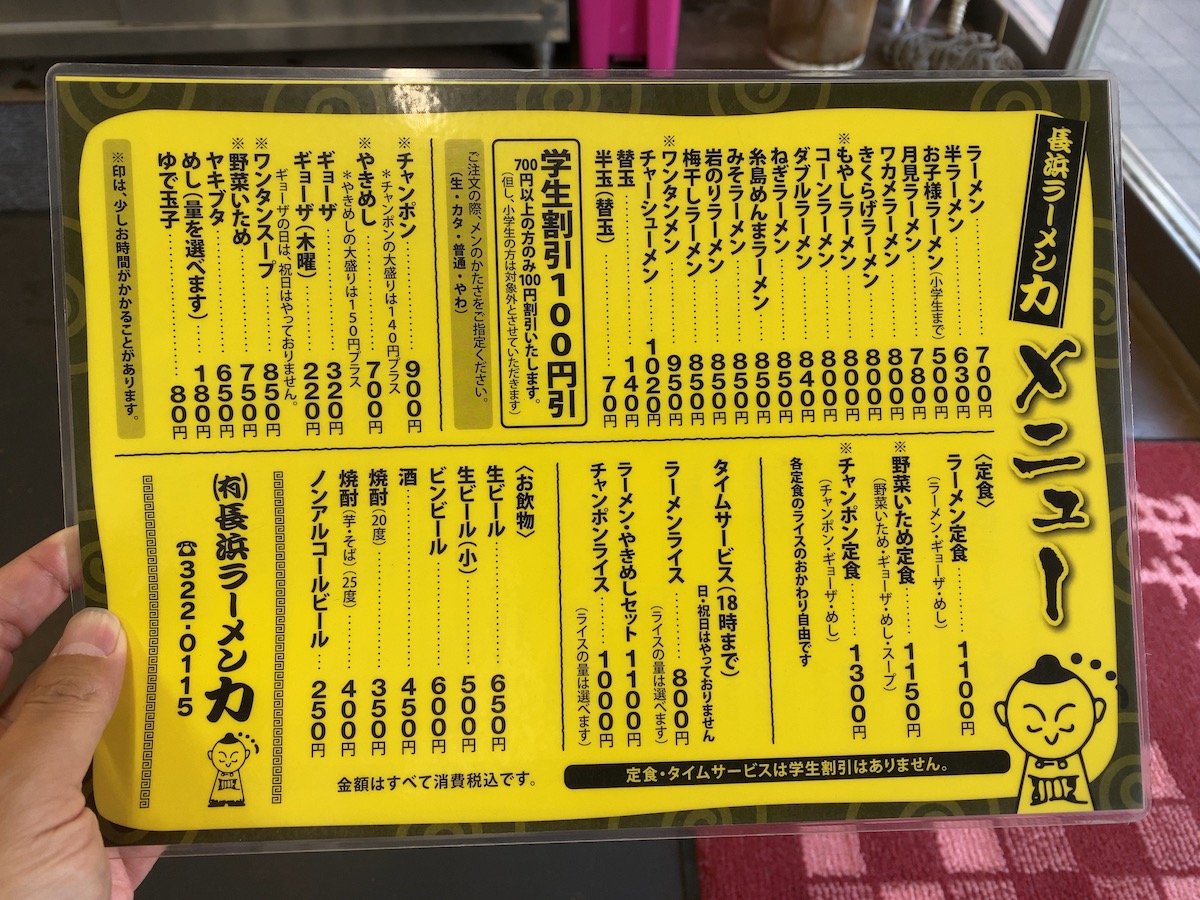 長浜ラーメン力
メニュー
ラーメン……700円
半ラーメン……630円
お子様ラーメン(小学生まで)500円
月見ラーメン……780円
ワカメラーメン……800円
きくらげラーメン……800円
※もやしラーメン……800円
コーンラーメン……800円
ダブルラーメン……840円
ねぎラーメン……850円
糸島めんまラーメン……850円
みそラーメン……850円
岩のりラーメン……850円
梅干しラーメン……850円
※ワンタンメン……950円
チャーシューメン……1020円
替玉……140円
半玉(替玉)……70円
学生割引100円引
700円以上の方のみ100円割引いたします。
(但し、小学生の方は対象外とさせていただきます)
ご注文の際、メンのかたさをご指定ください。
(生・カタ・普通・やわ)
※チャンポン……900円
*チャンポンの大盛りは140円プラス
※やきめし……700円
*やきめしの大盛りは150円プラス
ギョーザ……320円
ギョーザ(木曜)……220円
ギョーザの日は、祝日はやっておりません。
※ワンタンスープ……850円
※野菜いため……750円
ヤキブタ……650円
めし(量を選べます)……180円
ゆで玉子……80円
※印は、少しお時間がかかることがあります。
〈定食〉
ラーメン定食……1100円
(ラーメン・ギョーザ・めし)
※野菜いため定食……1150円
(野菜いため・ギョーザ・めし・スープ)
※チャンポン定食……1300円
(チャンポン・ギョーザ・めし)
各定食のライスのおかわり自由です
タイムサービス(18時まで)
日・祝日はやっておりません
ラーメンライス……800円
(ライスの量は選べます)
ラーメン・やきめしセット 1100円
チャンポンライス……1000円
(ライスの量は選べます)
定食・タイムサービスは学生割引はありません。
〈お飲物〉
生ビール……650円
生ビール(小)……500円
ビンビール……600円
酒……450円
焼酎(20度)……350円
焼酎(芋・そば)(25度)……400円
ノンアルコールビール…250円
金額はすべて消費税込です。
(有)長浜ラーメン力
☎322・0115